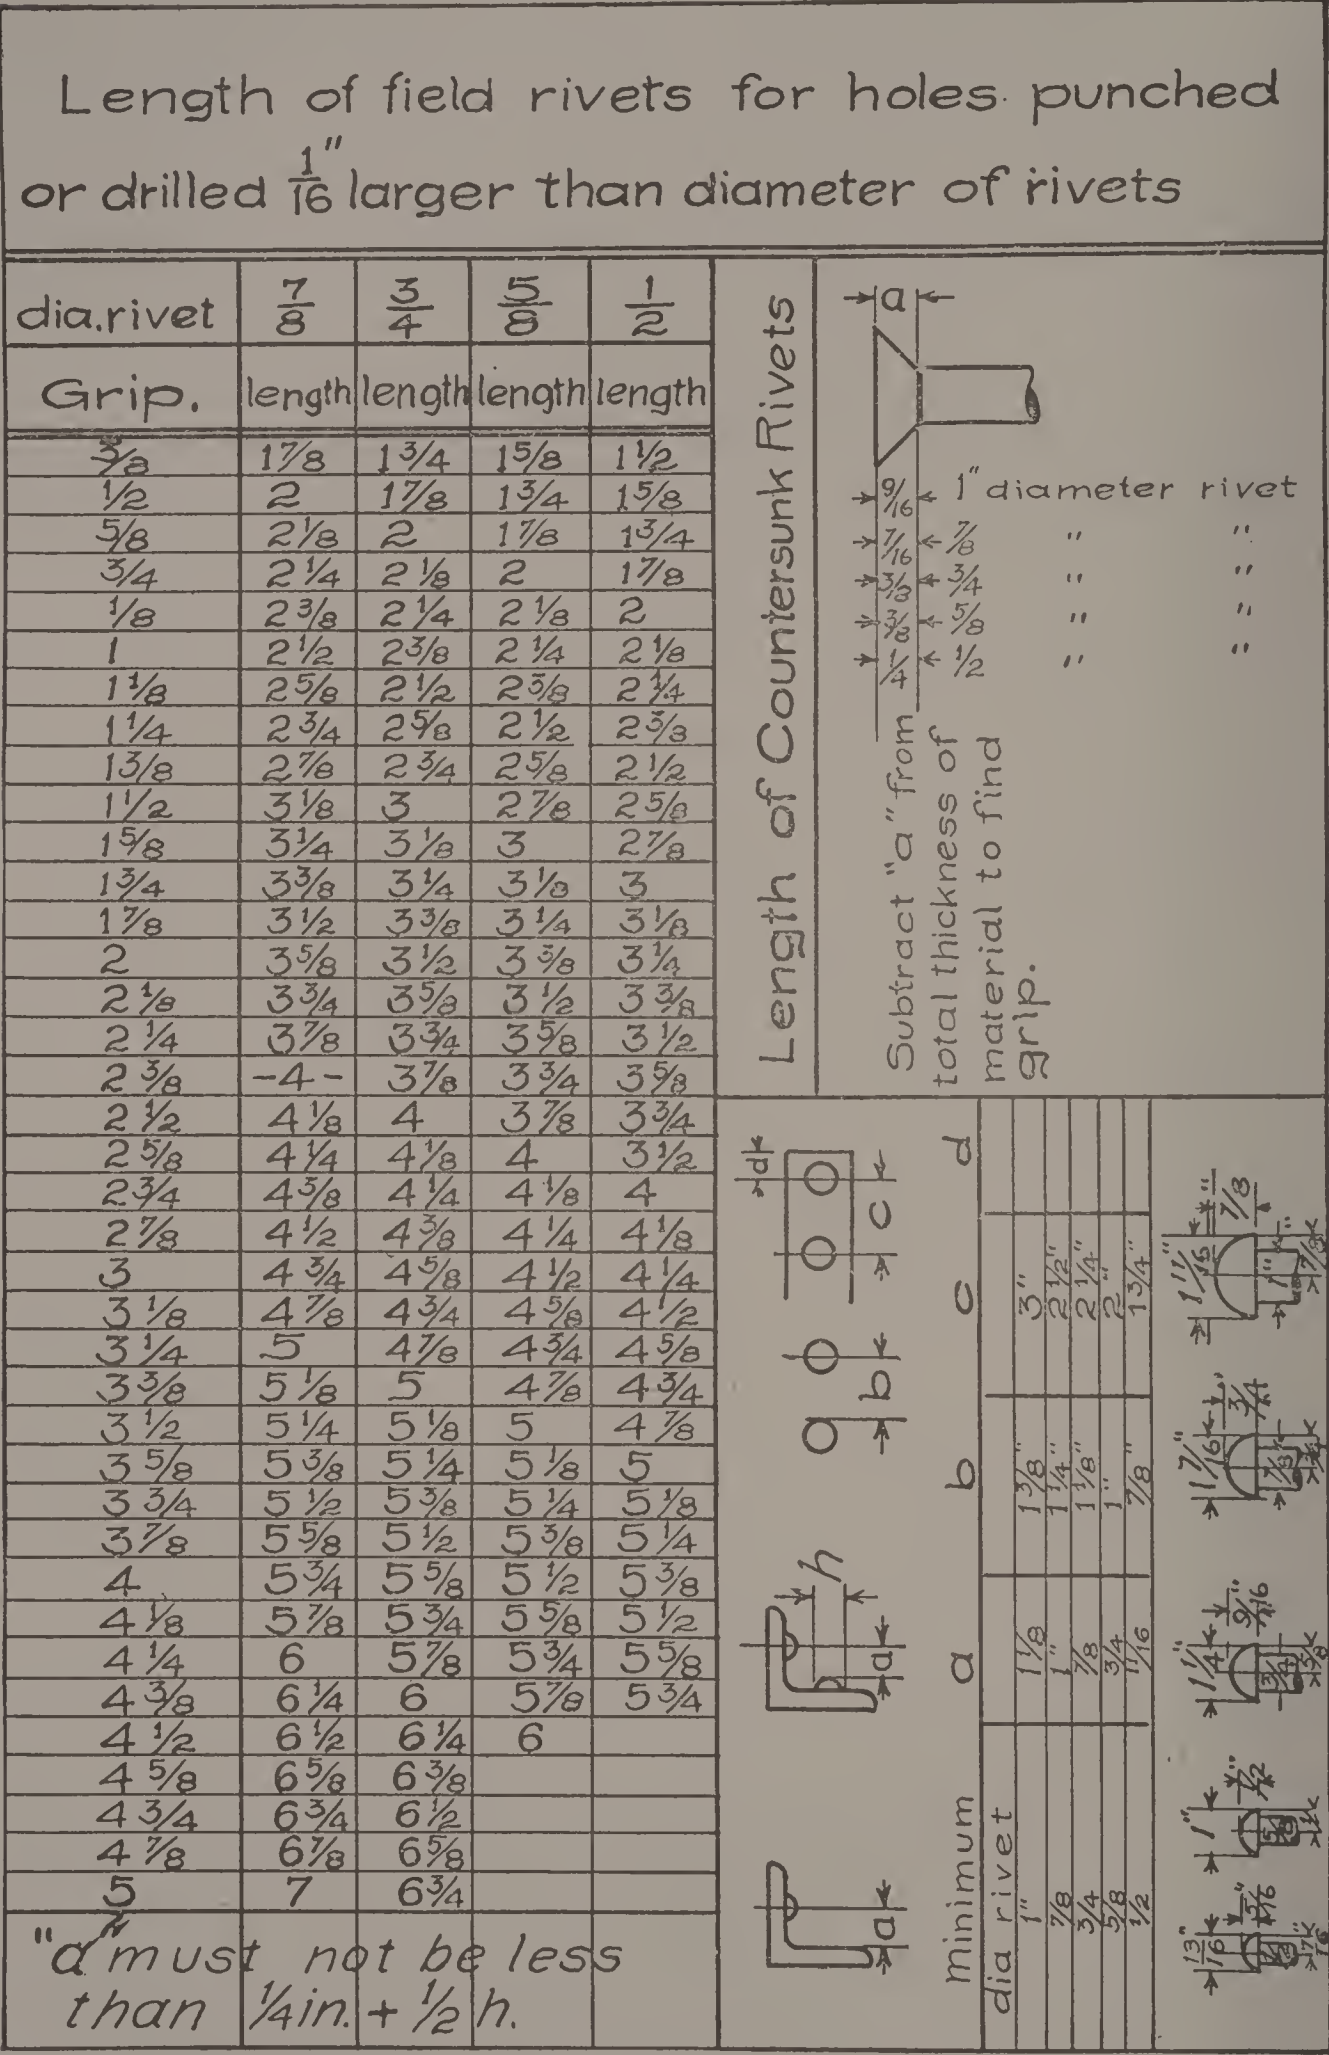 Length of field rivets for holes punched
or drilled 1/16" larger than diameter of rivets
dia. rivet 7/8 3/4 5/8 1/2
Grip. length length length length
3/8 1 7/8 1 3/4 1 5/8 1 1/2
1/2 2 1 7/8 1 3/4 1 5/8
5/8 2 1/8 2 1 7/8 1 3/4
3/4 2 1/4 2 1/8 2 1 7/8
1/8 2 3/8 2 1/4 2 1/8 2
1 2 1/2 2 3/8 2 1/4 2 1/8
1 1/8 2 5/8 2 1/2 2 3/8 2 1/4
1 1/4 2 3/4 2 5/8 2 1/2 2 3/8
1 3/8 2 7/8 2 3/4 2 5/8 2 1/2
1 1/2 3 1/8 3 2 7/8 2 5/8
1 5/8 3 1/4 3 1/8 3 2 7/8
1 3/4 3 3/8 3 1/4 3 1/8 3
1 7/8 3 1/2 3 3/8 3 1/4 3 1/8
2 3 5/8 3 1/2 3 3/8 3 1/4
2 1/8 3 3/4 3 5/8 3 1/2 3 3/8
2 1/4 3 7/8 3 3/4 3 5/8 3 1/2
2 3/8 -4- 3 7/8 3 3/4 3 5/8
2 1/2 4 1/8 4 3 7/8 3 3/4
2 5/8 4 1/4 4 1/8 4 3 1/2
2 3/4 4 3/8 4 1/4 4 1/8 4
2 7/8 4 1/2 4 3/8 4 1/4 4 1/8
3 4 3/4 4 5/8 4 1/2 4 1/4
3 1/8 4 7/8 4 3/4 4 5/8 4 1/2
3 1/4 5 4 7/8 4 3/4 4 5/8
3 3/8 5 1/8 5 4 7/8 4 3/4
3 1/2 5 1/4 5 1/8 5 4 7/8
3 5/8 5 3/8 5 1/4 5 1/8 5
3 3/4 5 1/2 5 3/8 5 1/4 5 1/8
3 7/8 5 5/8 5 1/2 5 3/8 5 1/4
4 5 3/4 5 5/8 5 1/2 5 3/8
4 1/8 5 7/8 5 3/4 5 5/8 5 1/2
4 1/4 6 5 7/8 5 3/4 5 5/8
4 3/8 6 1/4 6 5 7/8 5 3/4
4 1/2 6 1/2 6 1/4 6
4 5/8 6 5/8 6 3/8
4 3/4 6 3/4 6 1/2
4 7/8 6 7/8 6 5/8
5 7 6 3/4
"a" must not be less
than 1/4 in. + 1/2 h.
Length of Countersunk Rivets
a
9/16 1" diameter rivet
7/16 7/8 " "
3/8 3/4 " "
3/8 5/8 " "
1/4 1/2 " "
Subtract "a" from
total thickness of
material to find
grip.
a
a h
b
c d
minimum a b c d
dia rivet
1" 1 1/8 1 3/8" 3"
7/8 1" 1 1/4" 2 1/2"
3/4 7/8 1 1/8" 2 1/4"
5/8 3/4 1" 2"
1/2 11/16 7/8" 1 3/4"
13/16" 5/16"
1" 1/2"
1 1/4" 9/16" 3/4 5/8
1 7/16" 3/4" 7/8
1 11/16" 7/8" 1" 7/8